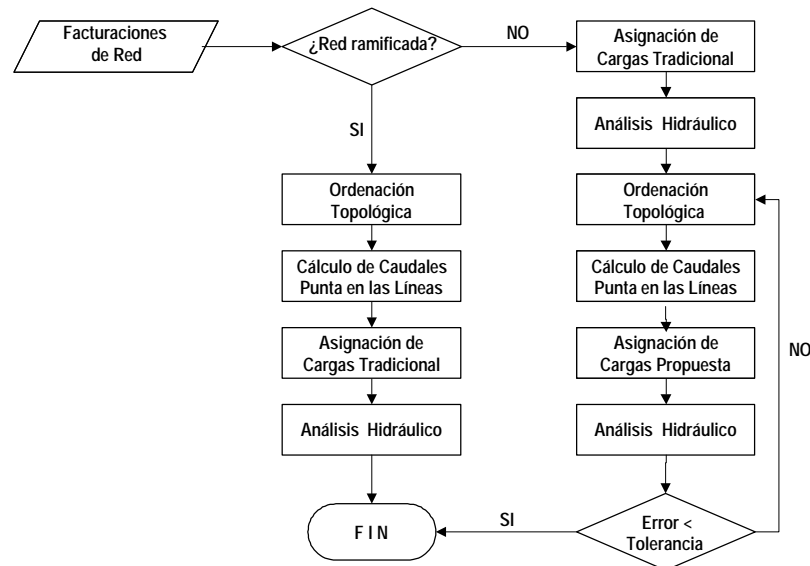 Facturaciones
de Red
¿Red ramificada?
NO
Asignación de
Cargas Tradicional
SI
Análisis Hidráulico
Ordenación
Topológica
Ordenación
Topológica
Cálculo de Caudales
Punta en las Líneas
Cálculo de Caudales
Punta en las Líneas
Asignación de
Cargas Tradicional
Asignación de
Cargas Propuesta
NO
Análisis Hidráulico
Análisis Hidráulico
F I N
SI
Error <
Tolerancia